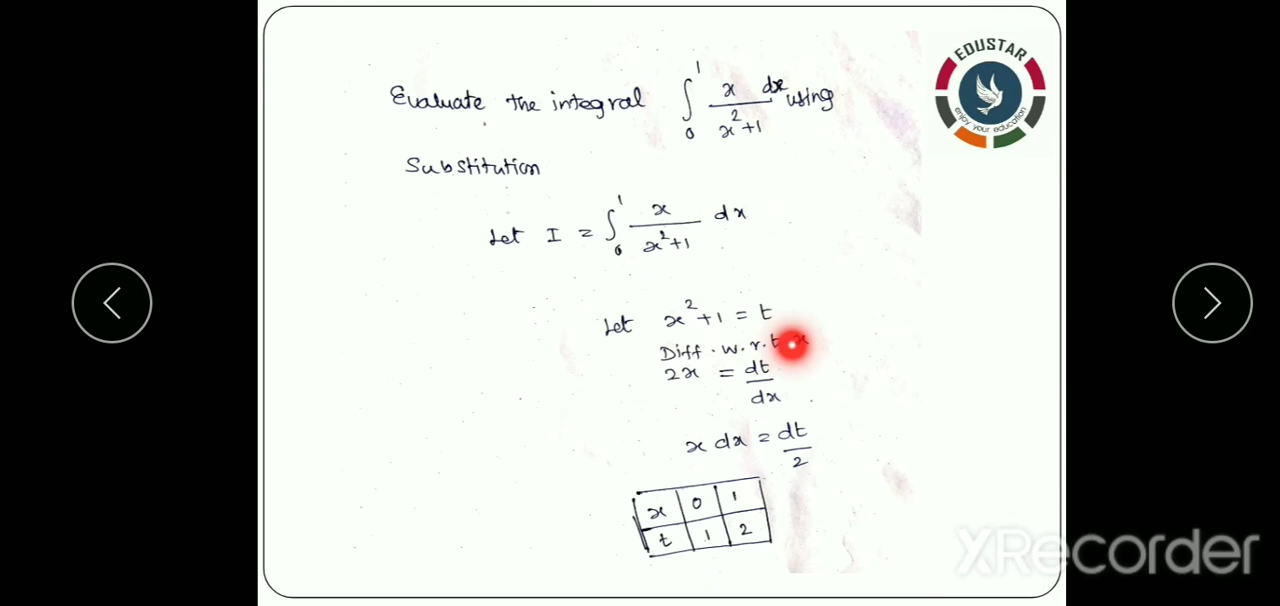 EDUSTAR
enjoy your education
Evaluate the integral ∫₀¹ x dx / x²+1 using
Substitution
Let I = ∫₀¹ x / x²+1 dx
Let x²+1 = t
Diff. w.r.t x
2x = dt/dx
x dx = dt/2
x 0 1
t 1 2
XRecorder